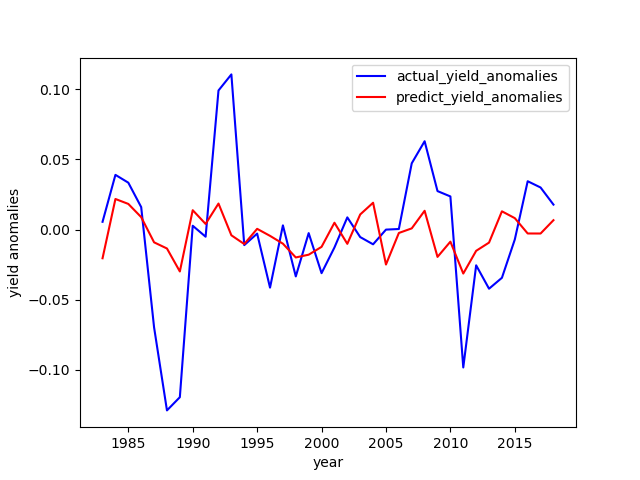 actual_yield_anomalies
predict_yield_anomalies
0.10
0.05
0.00
−0.05
−0.10
yield anomalies
1985 1990 1995 2000 2005 2010 2015
year